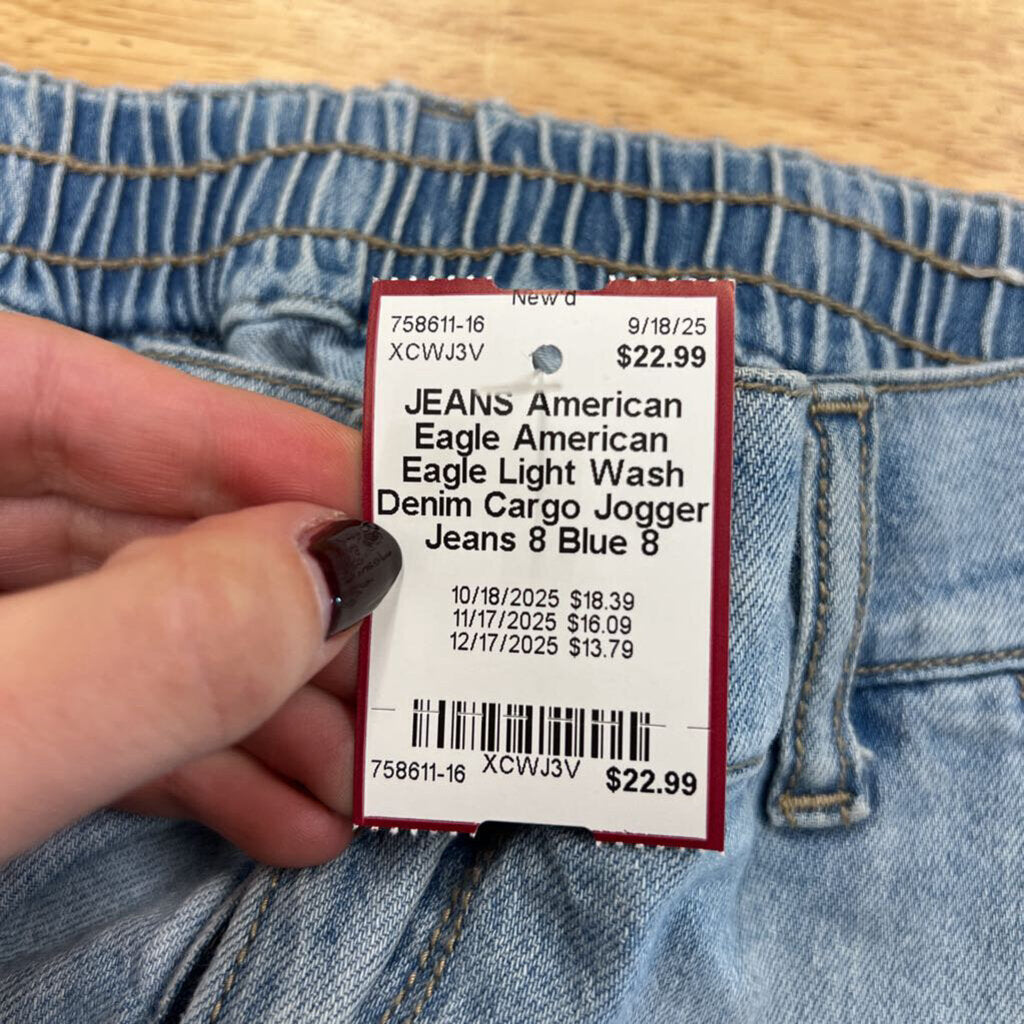 New'd
758611-16
9/18/25
XCWJ3V
$22.99
JEANS American
Eagle American
Eagle Light Wash
Denim Cargo Jogger
Jeans 8 Blue 8
10/18/2025 $18.39
11/17/2025 $16.09
12/17/2025 $13.79
758611-16 XCWJ3V $22.99